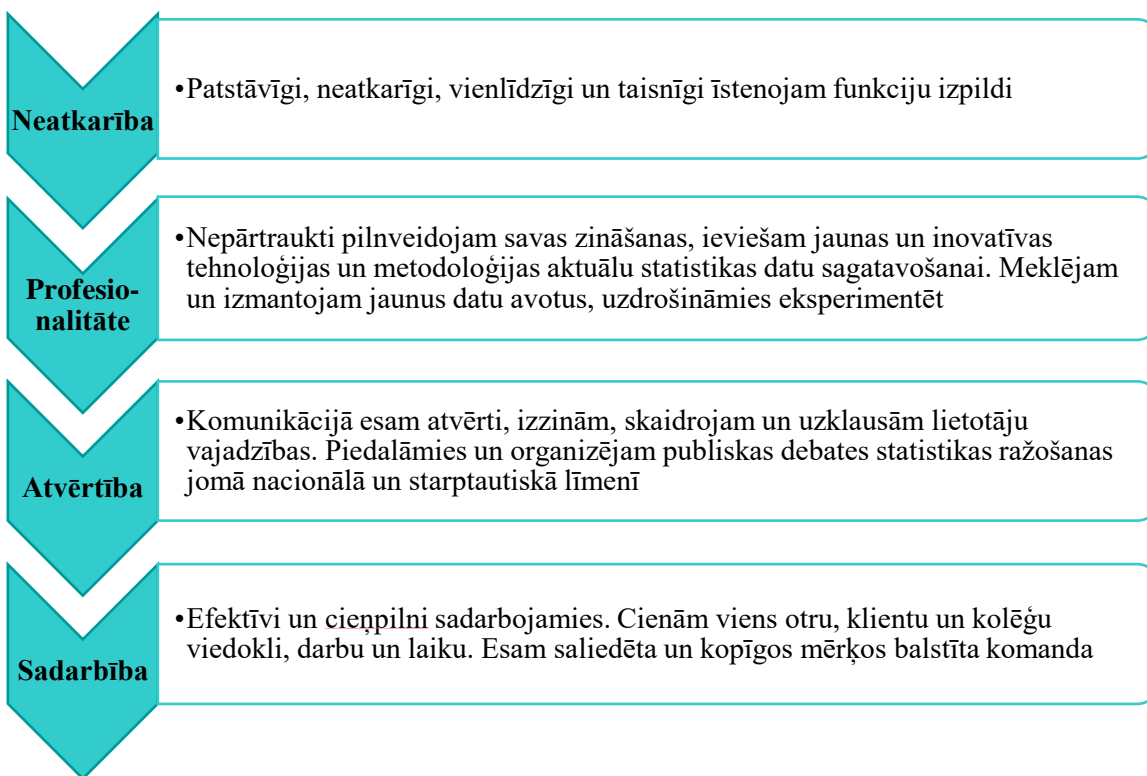 Neatkarība
•Patstāvīgi, neatkarīgi, vienlīdzīgi un taisnīgi īstenojam funkciju izpildi
Profesio-
nalitāte
•Nepārtraukti pilnveidojam savas zināšanas, ieviešam jaunas un inovatīvas
tehnoloģijas un metodoloģijas aktuālu statistikas datu sagatavošanai. Meklējam
un izmantojam jaunus datu avotus, uzdrošināmies eksperimentēt
Atvērtība
•Komunikācijā esam atvērti, izzinām, skaidrojam un uzklausām lietotāju
vajadzības. Piedalāmies un organizējam publiskas debates statistikas ražošanas
jomā nacionālā un starptautiskā līmenī
Sadarbība
•Efektīvi un cieņpilni sadarbojamies. Cienām viens otru, klientu un kolēģu
viedokli, darbu un laiku. Esam saliedēta un kopīgos mērķos balstīta komanda